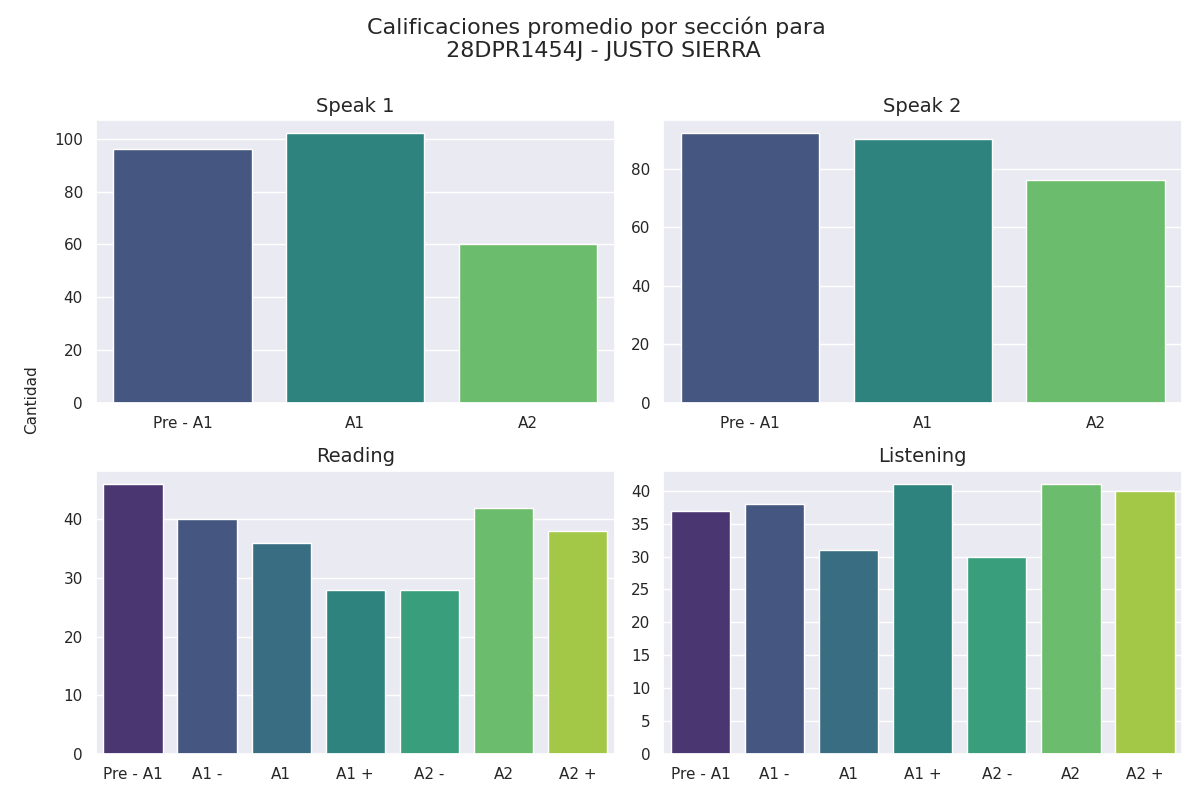 Calificaciones promedio por sección para
28DPR1454J - JUSTO SIERRA
Speak 1
100
80
60
40
20
0
Pre - A1 A1 A2
Speak 2
80
60
40
20
0
Pre - A1 A1 A2
Cantidad
Reading
40
30
20
10
0
Pre - A1 A1 - A1 A1 + A2 - A2 A2 +
Listening
40
35
30
25
20
15
10
5
0
Pre - A1 A1 - A1 A1 + A2 - A2 A2 +